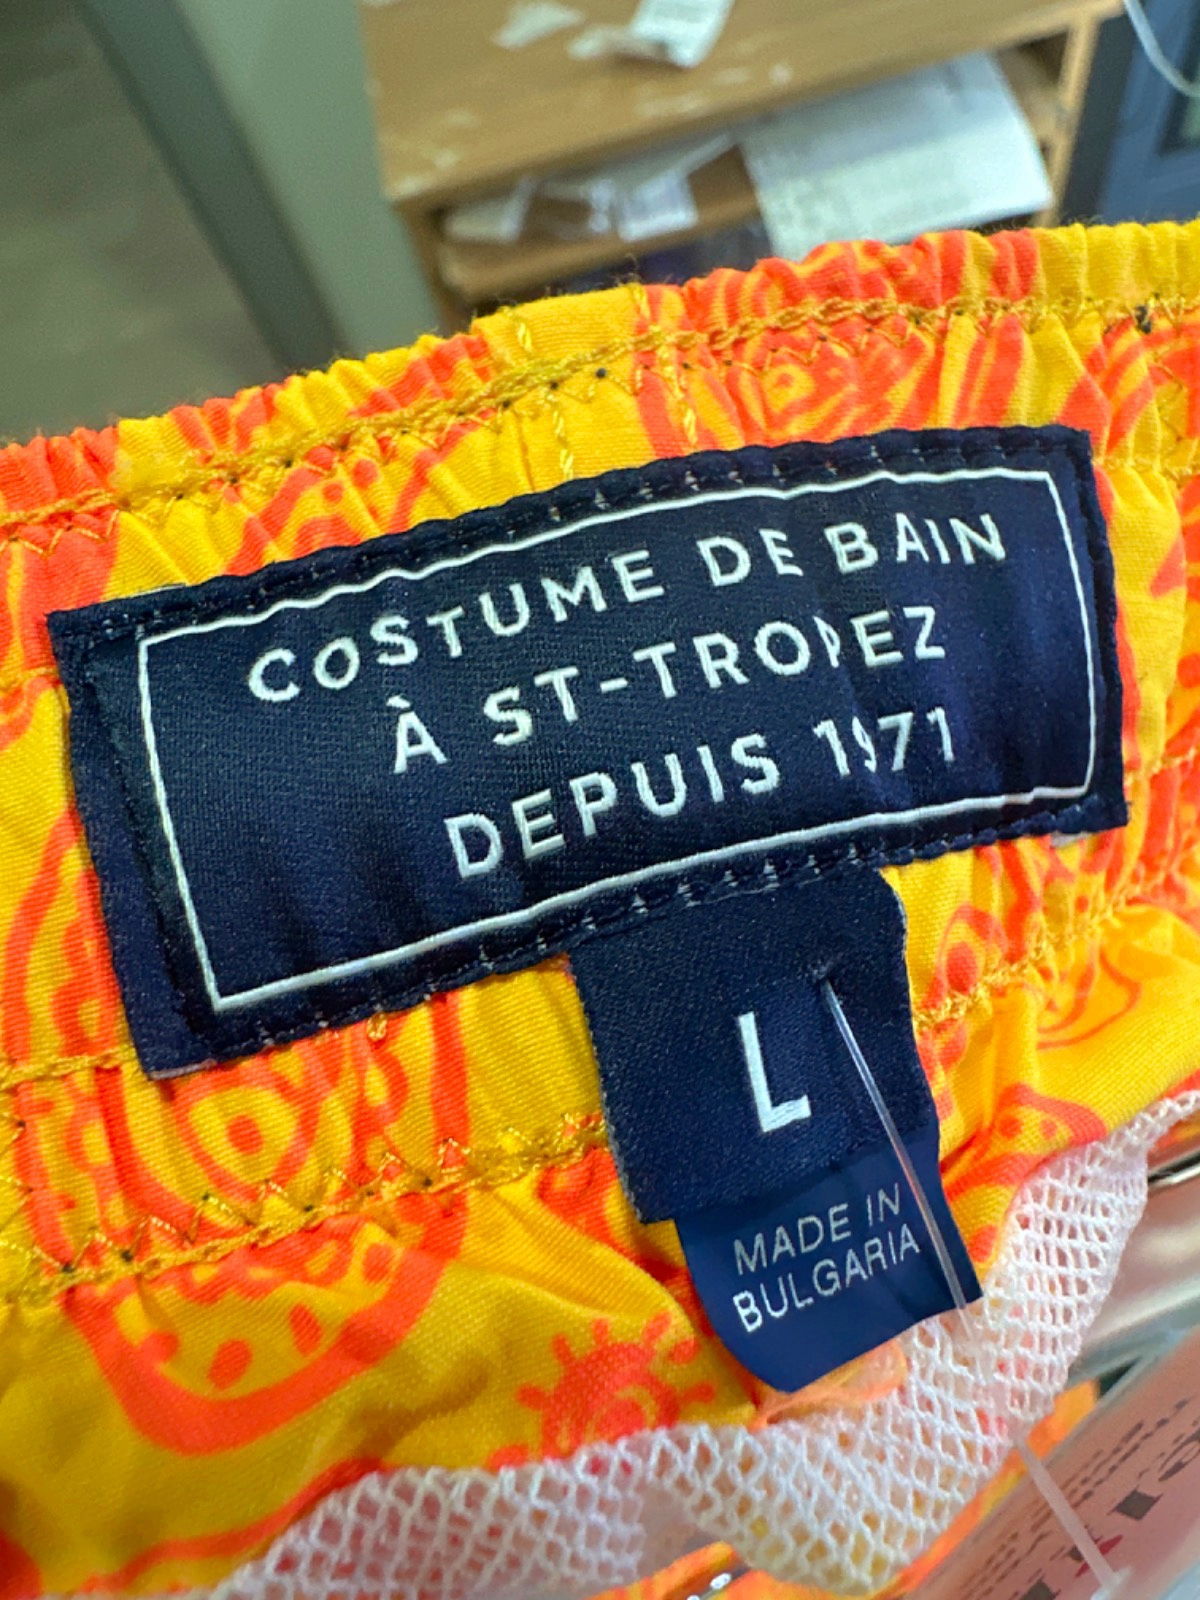 COSTUME DE BAIN
À ST-TROPEZ
DEPUIS 1971
L
MADE IN
BULGARIA